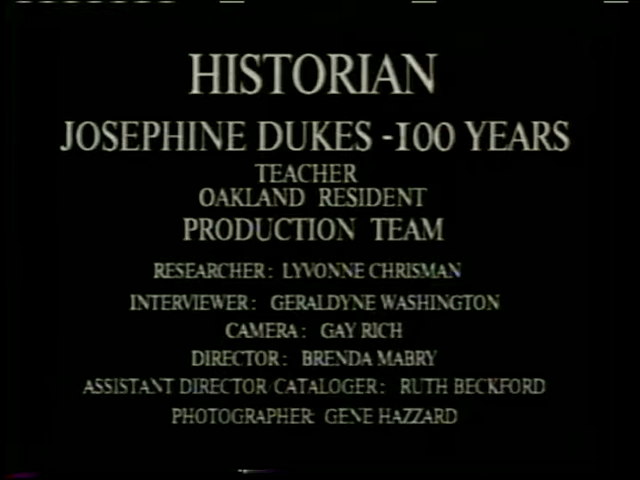 HISTORIAN
JOSEPHINE DUKES -100 YEARS
TEACHER
OAKLAND RESIDENT
PRODUCTION TEAM
RESEARCHER: LYVONNE CHRISMAN
INTERVIEWER: GERALDYNE WASHINGTON
CAMERA: GAY RICH
DIRECTOR: BRENDA MABRY
ASSISTANT DIRECTOR CATALOGER: RUTH BECKFORD
PHOTOGRAPHER: GENE HAZZARD